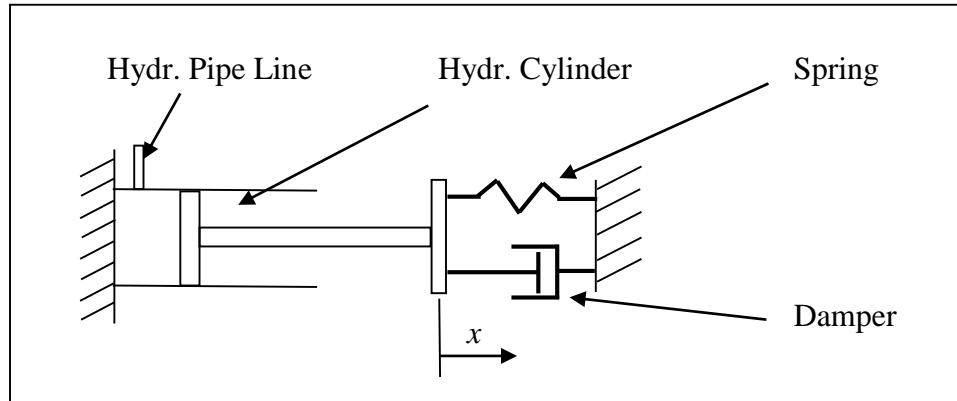 Hydr. Pipe Line
Hydr. Cylinder
Spring
Damper
x